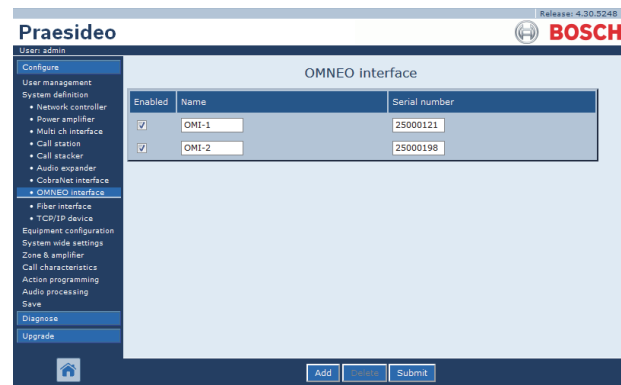 Release: 4.30.5248
Praesideo
BOSCH
User: admin
Configure
User management
System definition
• Network controller
• Power amplifier
• Multi ch interface
• Call station
• Call stacker
• Audio expander
• CobraNet interface
• OMNEO interface
• Fiber interface
• TCP/IP device
Equipment configuration
System wide settings
Zone & amplifier
Call characteristics
Action programming
Audio processing
Save
Diagnose
Upgrade
OMNEO interface
Enabled Name Serial number
OMI-1 25000121
OMI-2 25000198
Add Delete Submit